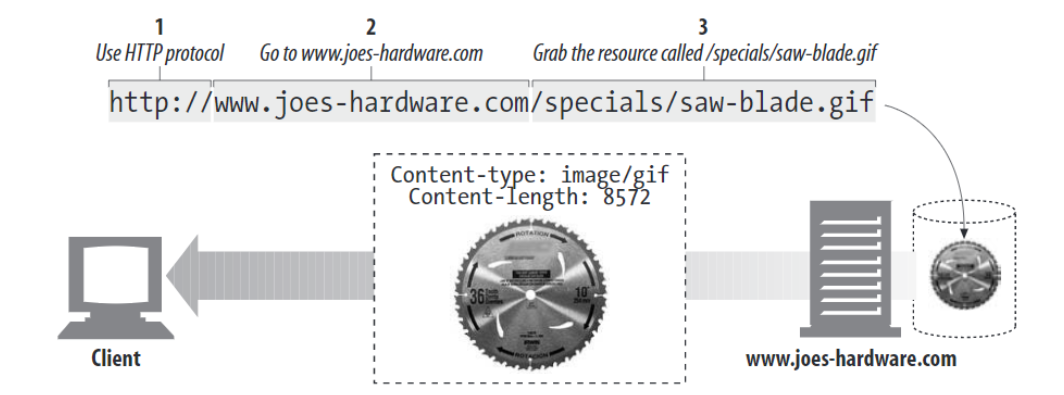 1
Use HTTP protocol
2
Go to www.joes-hardware.com
3
Grab the resource called /specials/saw-blade.gif
http://www.joes-hardware.com/specials/saw-blade.gif
Content-type: image/gif
Content-length: 8572
ROTATION
36
10"
ROTATION
Client
www.joes-hardware.com